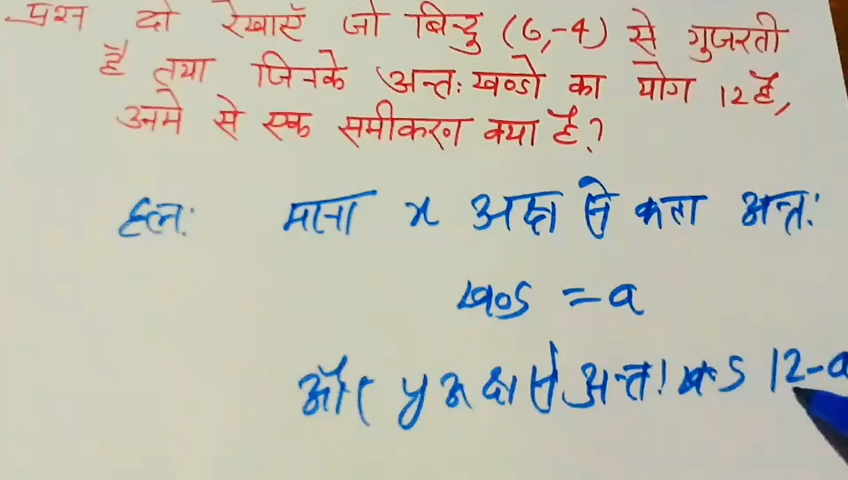 प्रश्न दो रेखाएँ जो बिन्दु (6,-4) से गुजरती
है तथा जिनके अन्त:खण्डो का योग 12 है,
उनमे से एक समीकरण क्या है?
हल: माना x अक्ष से कटा अन्त:
खण्ड = a
और y अक्ष से अन्त: खण्ड 12-a